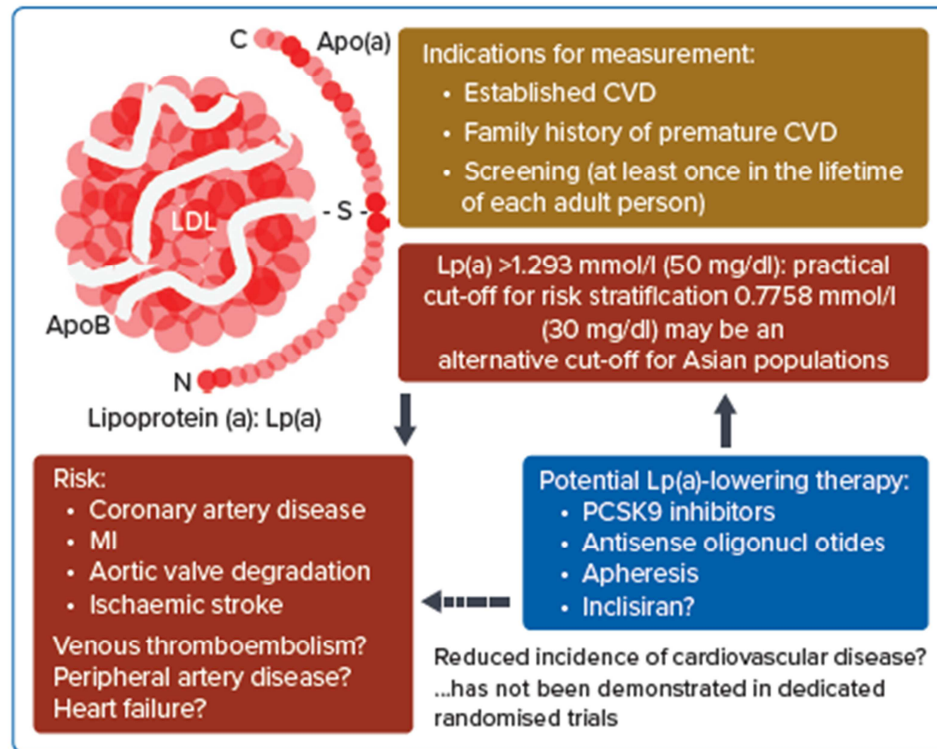 C
Apo(a)
LDL
- S -
ApoB
N
Lipoprotein (a): Lp(a)
Indications for measurement:
• Established CVD
• Family history of premature CVD
• Screening (at least once in the lifetime
of each adult person)
Lp(a) >1.293 mmol/l (50 mg/dl): practical
cut-off for risk stratification 0.7758 mmol/l
(30 mg/dl) may be an
alternative cut-off for Asian populations
Risk:
• Coronary artery disease
• MI
• Aortic valve degradation
• Ischaemic stroke
Venous thromboembolism?
Peripheral artery disease?
Heart failure?
Potential Lp(a)-lowering therapy:
• PCSK9 inhibitors
• Antisense oligonucl otides
• Apheresis
• Inclisiran?
Reduced incidence of cardiovascular disease?
...has not been demonstrated in dedicated
randomised trials